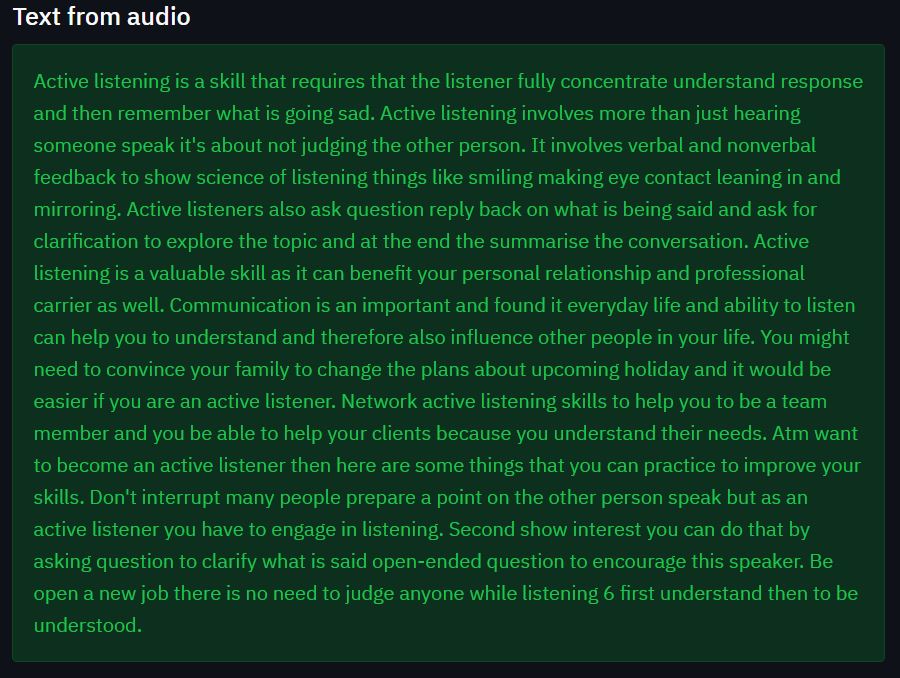 Text from audio
Active listening is a skill that requires that the listener fully concentrate understand response
and then remember what is going sad. Active listening involves more than just hearing
someone speak it's about not judging the other person. It involves verbal and nonverbal
feedback to show science of listening things like smiling making eye contact leaning in and
mirroring. Active listeners also ask question reply back on what is being said and ask for
clarification to explore the topic and at the end the summarise the conversation. Active
listening is a valuable skill as it can benefit your personal relationship and professional
carrier as well. Communication is an important and found it everyday life and ability to listen
can help you to understand and therefore also influence other people in your life. You might
need to convince your family to change the plans about upcoming holiday and it would be
easier if you are an active listener. Network active listening skills to help you to be a team
member and you be able to help your clients because you understand their needs. Atm want
to become an active listener then here are some things that you can practice to improve your
skills. Don't interrupt many people prepare a point on the other person speak but as an
active listener you have to engage in listening. Second show interest you can do that by
asking question to clarify what is said open-ended question to encourage this speaker. Be
open a new job there is no need to judge anyone while listening 6 first understand then to be
understood.